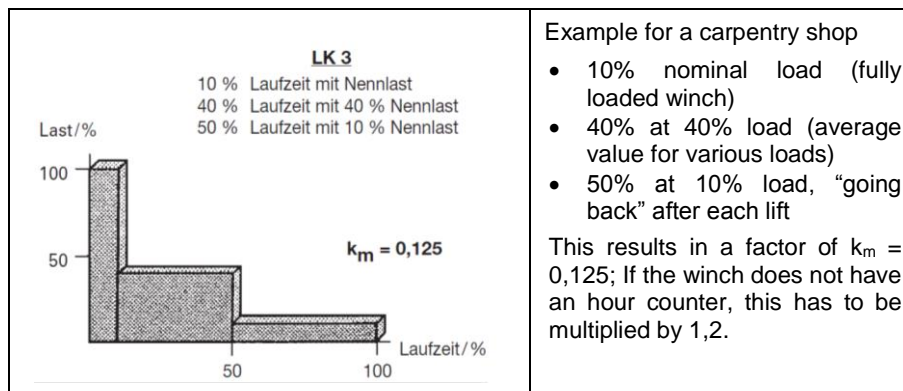 LK 3
10 % Laufzeit mit Nennlast
40 % Laufzeit mit 40 % Nennlast
50 % Laufzeit mit 10 % Nennlast
Last/%
100
50
km = 0,125
Laufzeit/%
50
100
Example for a carpentry shop
• 10% nominal load (fully
loaded winch)
• 40% at 40% load (average
value for various loads)
• 50% at 10% load, “going
back” after each lift
This results in a factor of km =
0,125; If the winch does not have
an hour counter, this has to be
multiplied by 1,2.